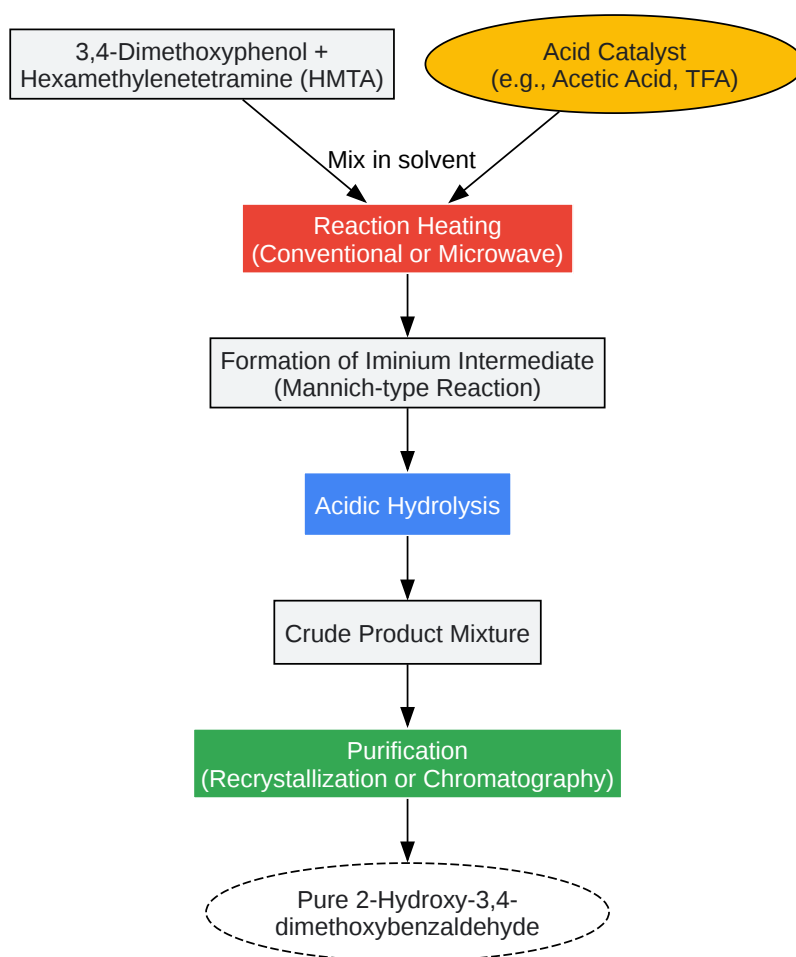 3,4-Dimethoxyphenol +
Hexamethylenetetramine (HMTA)
Acid Catalyst
(e.g., Acetic Acid, TFA)
Mix in solvent
Reaction Heating
(Conventional or Microwave)
Formation of Iminium Intermediate
(Mannich-type Reaction)
Acidic Hydrolysis
Crude Product Mixture
Purification
(Recrystallization or Chromatography)
Pure 2-Hydroxy-3,4-
dimethoxybenzaldehyde